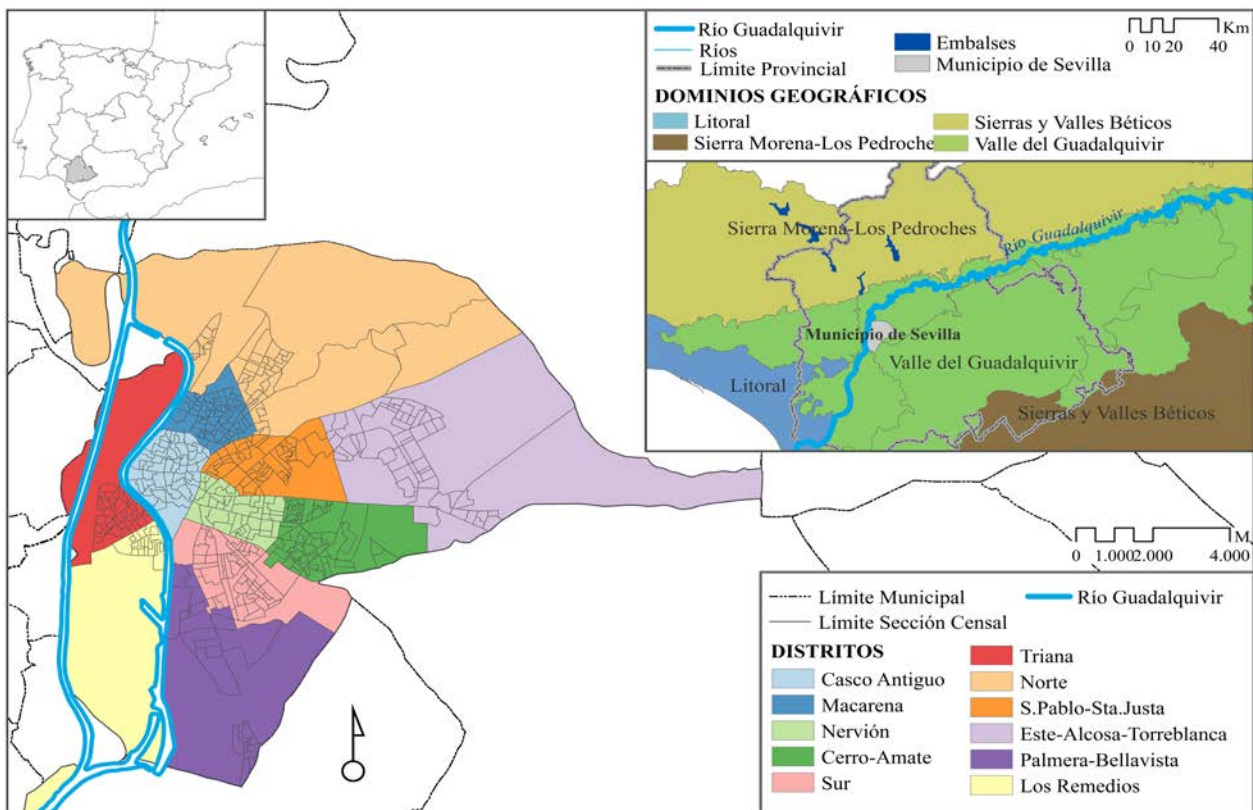 Río Guadalquivir
Ríos
Límite Provincial
Embalses
Municipio de Sevilla
0 10 20 40 Km
DOMINIOS GEOGRÁFICOS
Litoral
Sierra Morena-Los Pedroche
Sierras y Valles Béticos
Valle del Guadalquivir
Sierra Morena-Los Pedroches
Río Guadalquivir
Municipio de Sevilla
Valle del Guadalquivir
Litoral
Sierras y Valles Béticos
0 1.000 2.000 4.000 M
Límite Municipal
Río Guadalquivir
Límite Sección Censal
DISTRITOS
Casco Antiguo
Macarena
Nervión
Cerro-Amate
Sur
Triana
Norte
S.Pablo-Sta.Justa
Este-Alcosa-Torreblanca
Palmera-Bellavista
Los Remedios